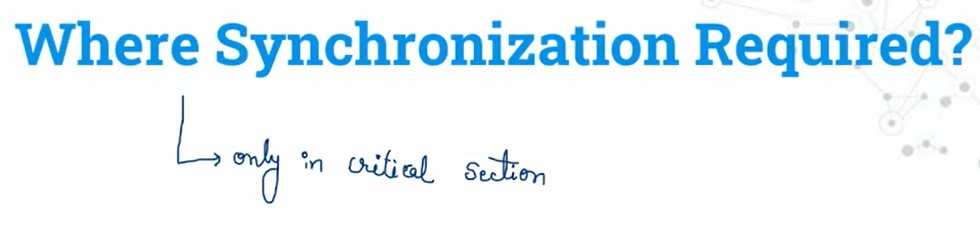 Where Synchronization Required?
only in critical section